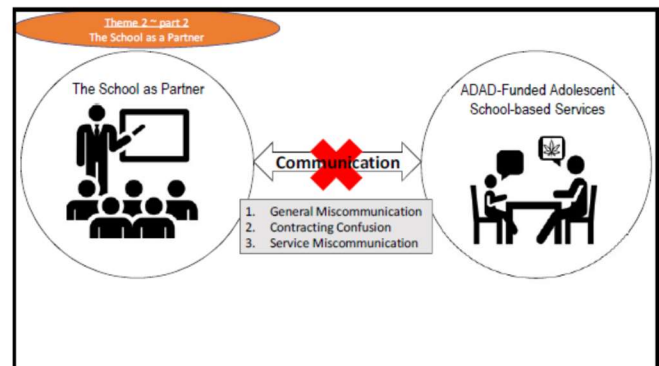 Theme 2 ~ part 2
The School as a Partner
The School as Partner
ADAD-Funded Adolescent
School-based Services
Communication
1. General Miscommunication
2. Contracting Confusion
3. Service Miscommunication